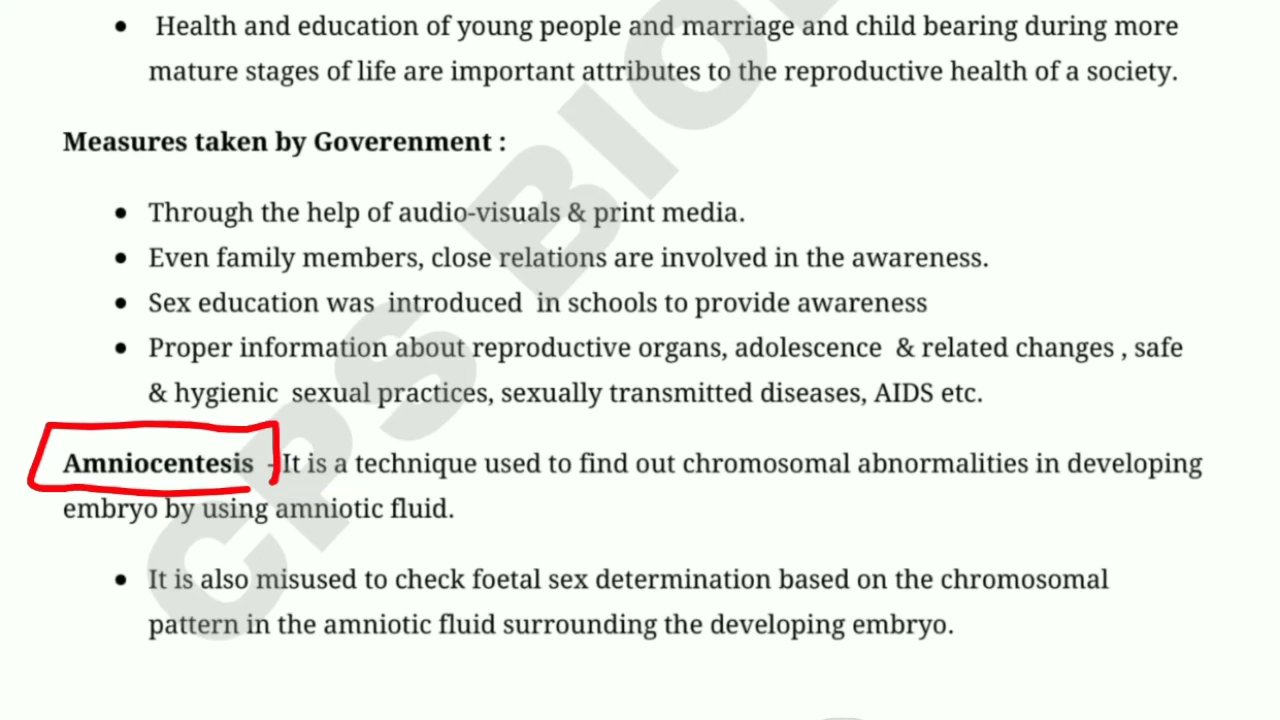 • Health and education of young people and marriage and child bearing during more
mature stages of life are important attributes to the reproductive health of a society.
Measures taken by Goverenment :
• Through the help of audio-visuals & print media.
• Even family members, close relations are involved in the awareness.
• Sex education was introduced in schools to provide awareness
• Proper information about reproductive organs, adolescence & related changes , safe
& hygienic sexual practices, sexually transmitted diseases, AIDS etc.
Amniocentesis - It is a technique used to find out chromosomal abnormalities in developing
embryo by using amniotic fluid.
• It is also misused to check foetal sex determination based on the chromosomal
pattern in the amniotic fluid surrounding the developing embryo.
CPS BIO